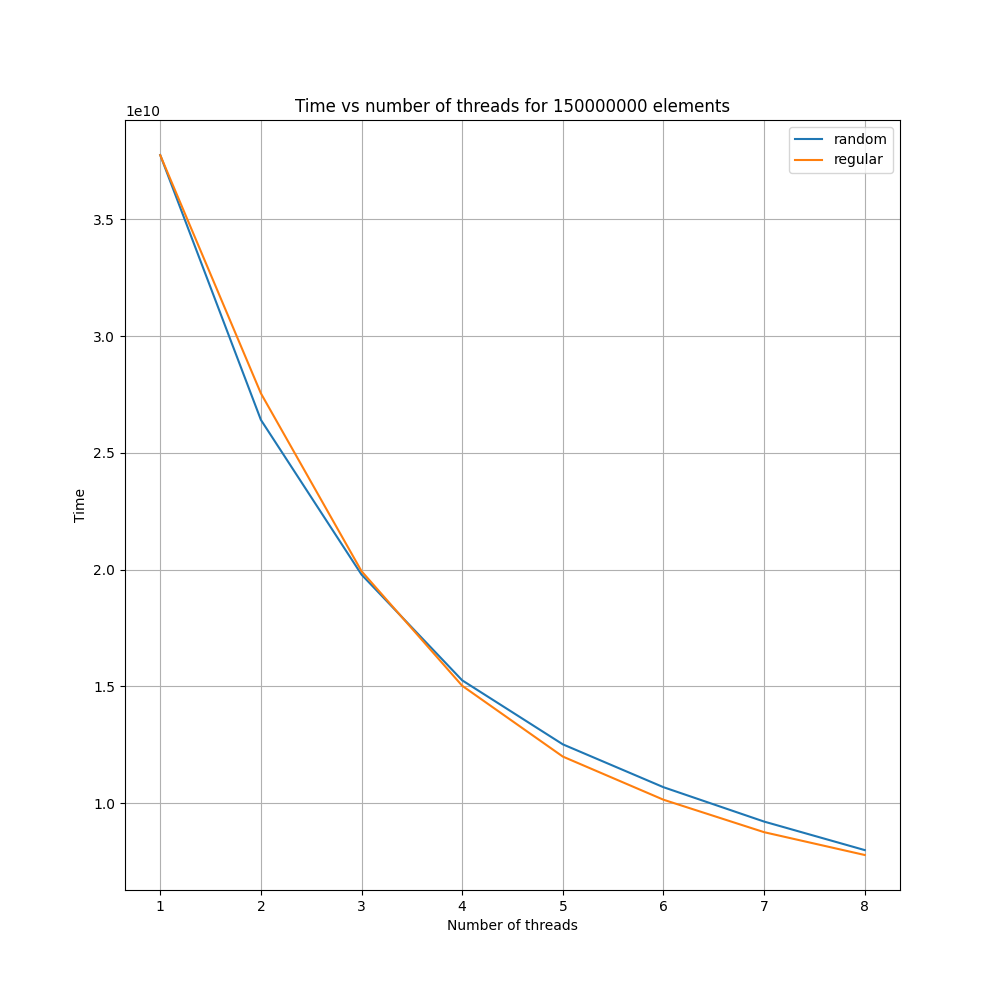 Time vs number of threads for 150000000 elements
1e10
random
regular
3.5
3.0
2.5
2.0
1.5
1.0
Time
1 2 3 4 5 6 7 8
Number of threads